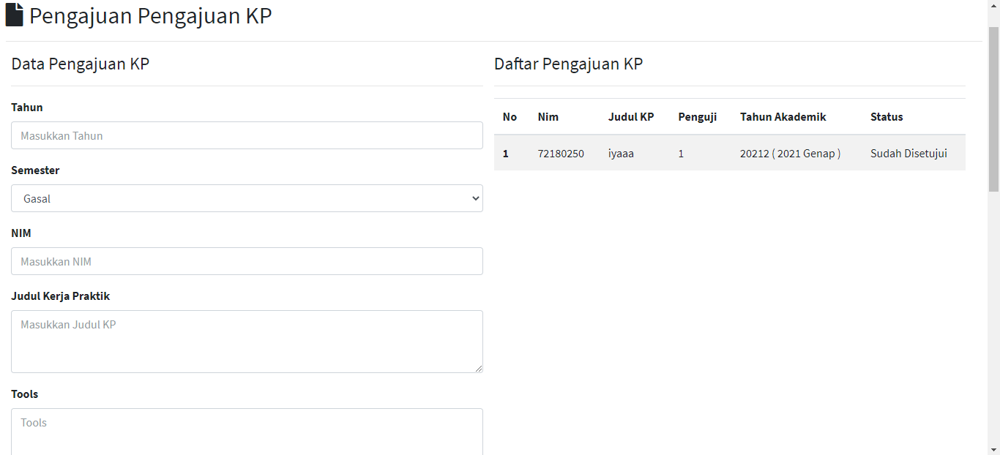 Pengajuan Pengajuan KP
Data Pengajuan KP
Tahun
Masukkan Tahun
Semester
Gasal
NIM
Masukkan NIM
Judul Kerja Praktik
Masukkan Judul KP
Tools
Tools
Daftar Pengajuan KP
No Nim Judul KP Penguji Tahun Akademik Status
1 72180250 iyaaa 1 20212 ( 2021 Genap ) Sudah Disetujui